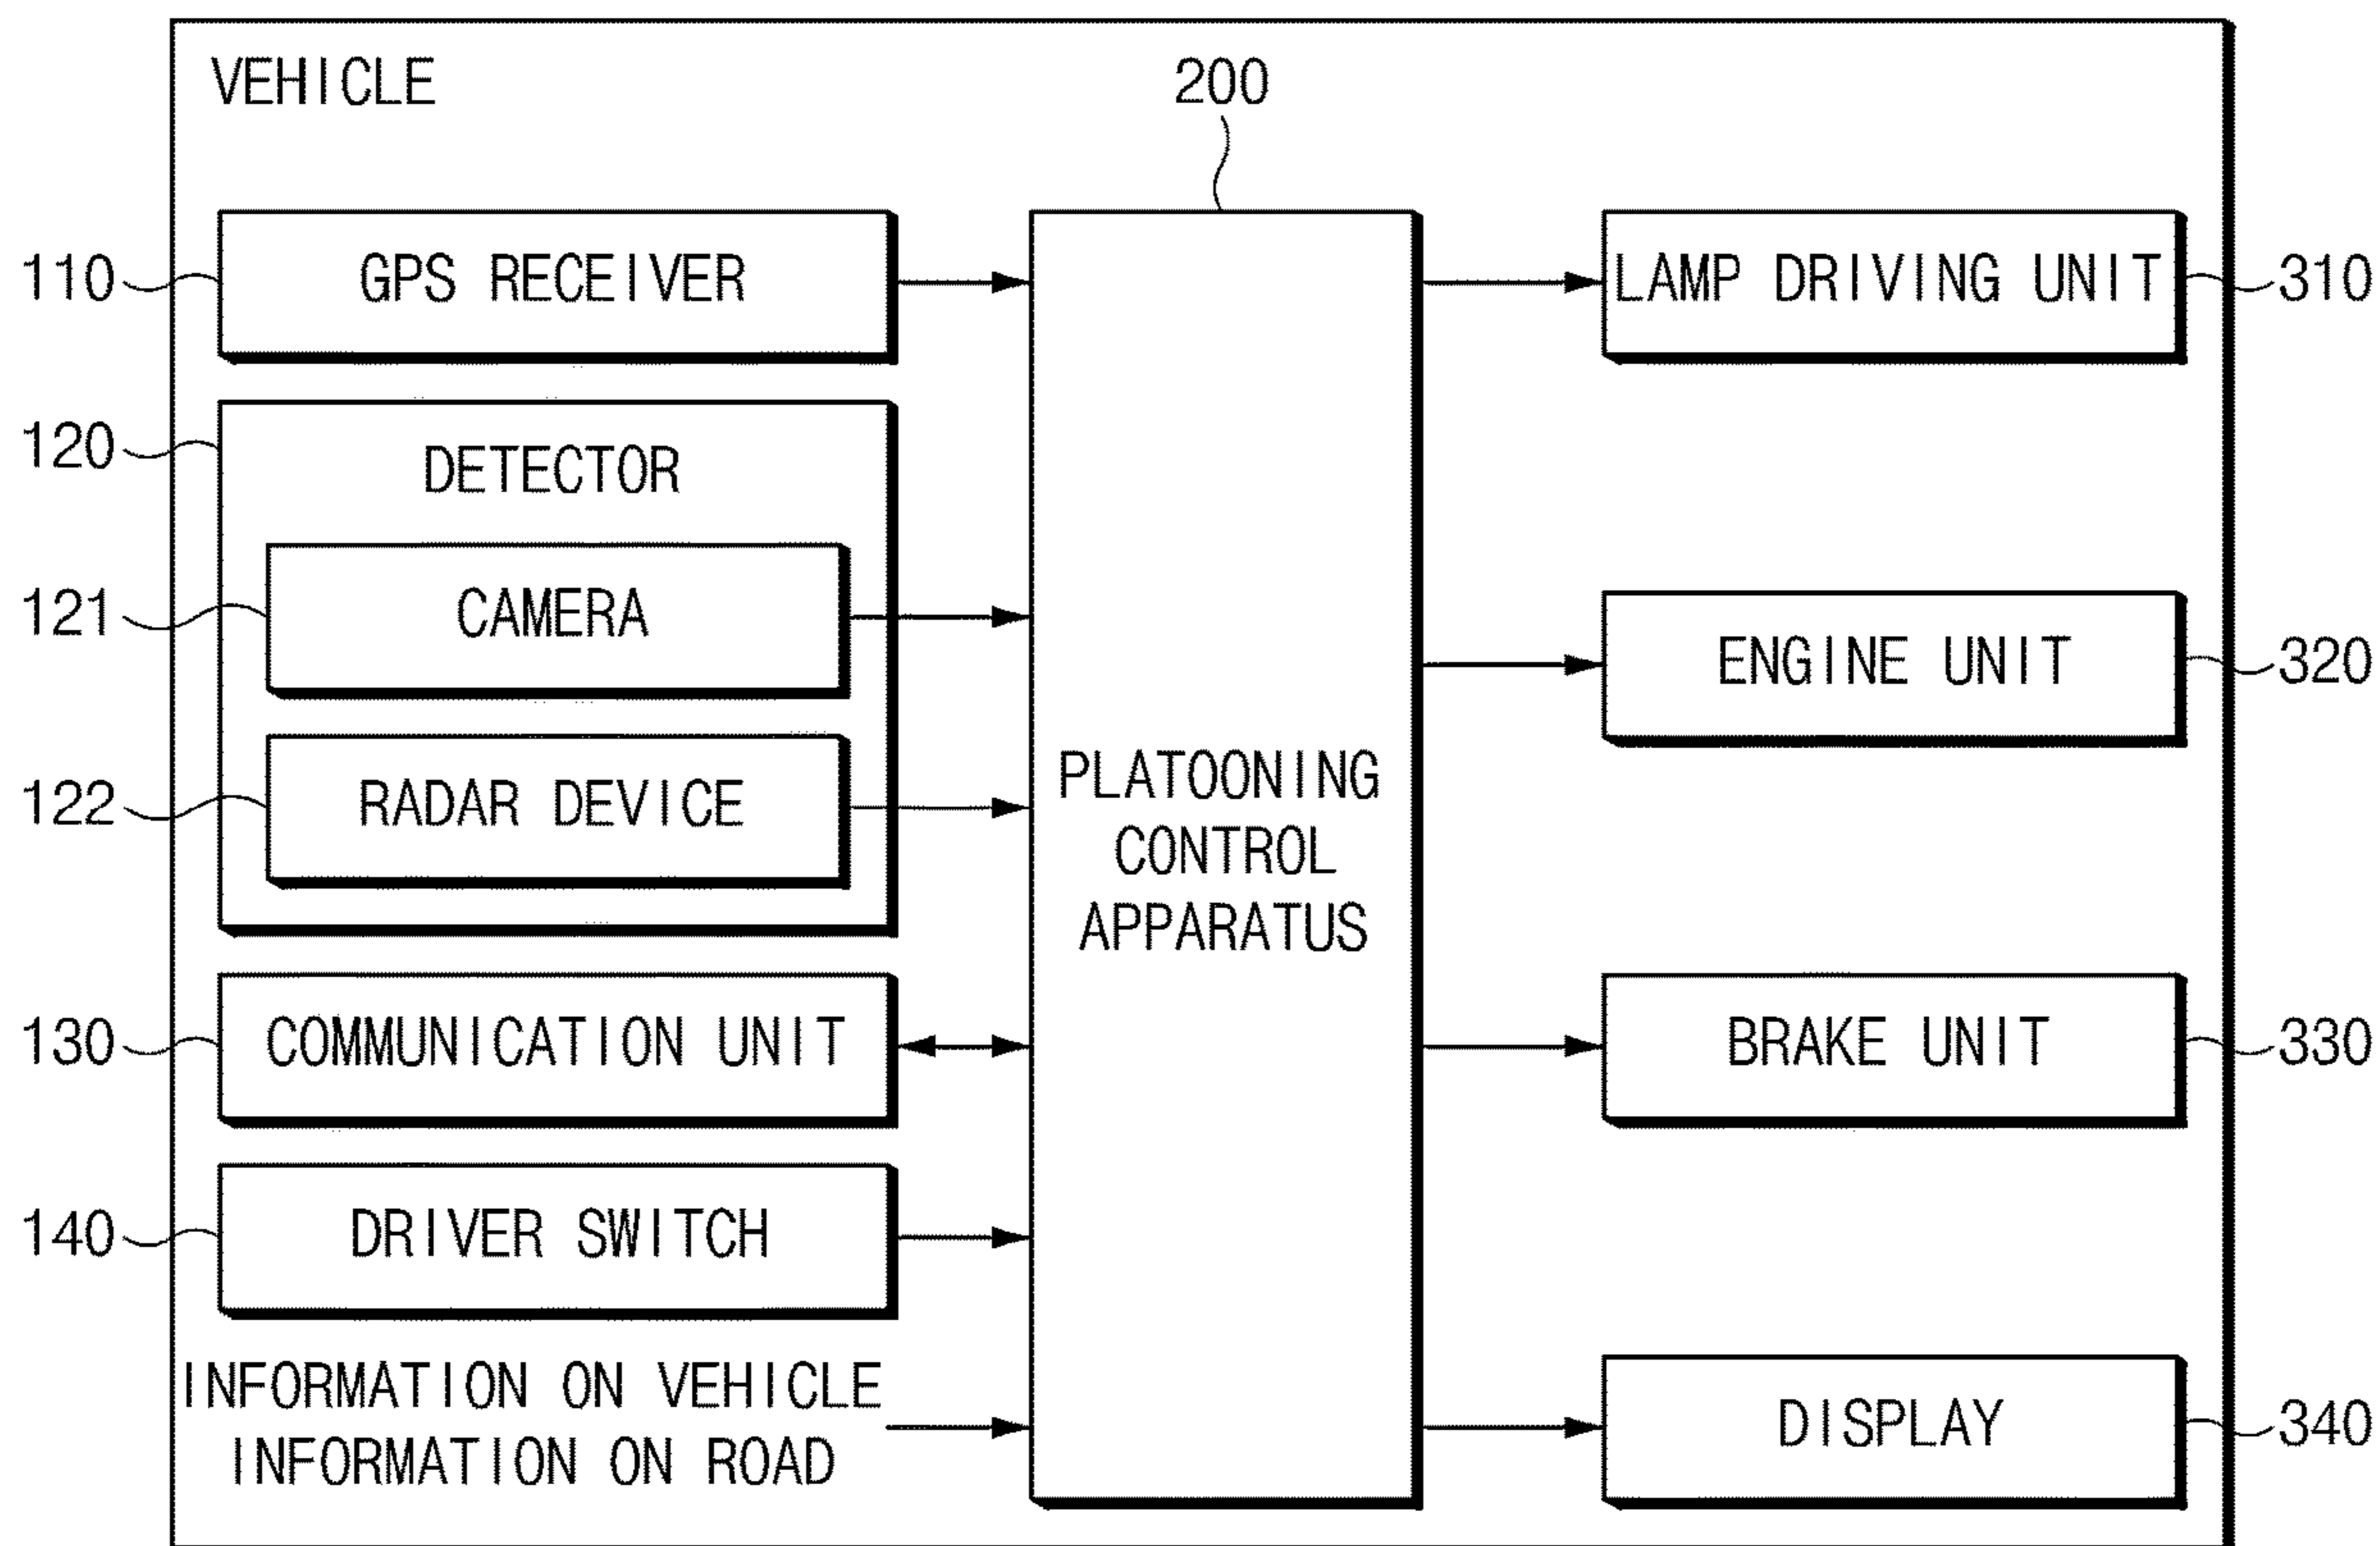 VEHICLE
200
110
GPS RECEIVER
LAMP DRIVING UNIT
310
120
DETECTOR
121
CAMERA
ENGINE UNIT
320
122
RADAR DEVICE
PLATOONING
CONTROL
APPARATUS
130
COMMUNICATION UNIT
BRAKE UNIT
330
140
DRIVER SWITCH
INFORMATION ON VEHICLE
INFORMATION ON ROAD
DISPLAY
340